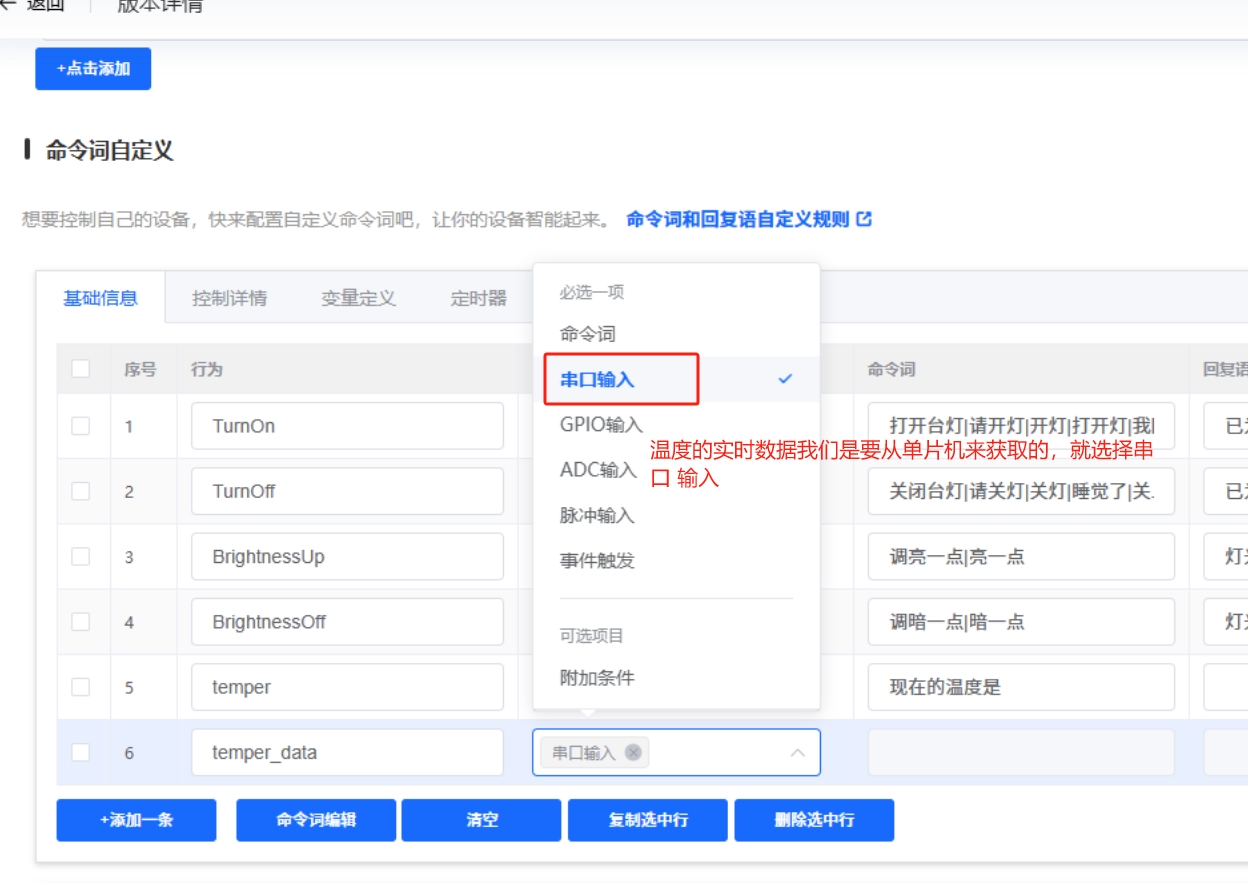 返回 版本详情
+点击添加
命令词自定义
想要控制自己的设备，快来配置自定义命令词吧，让你的设备智能起来。 命令词和回复语自定义规则
基础信息 控制详情 变量定义 定时器
必选一项
命令词
串口输入
GPIO输入
ADC输入
脉冲输入
事件触发
可选项目
附加条件
温度的实时数据我们是要从单片机来获取的，就选择串
口 输入
序号 行为 命令词 回复语
1 TurnOn 打开台灯|请开灯|开灯|打开灯|我
2 TurnOff 关闭台灯|请关灯|关灯|睡觉了|关.
3 BrightnessUp 调亮一点|亮一点 灯
4 BrightnessOff 调暗一点|暗一点 灯
5 temper 现在的温度是
6 temper_data 串口输入
+添加一条 命令词编辑 清空 复制选中行 删除选中行